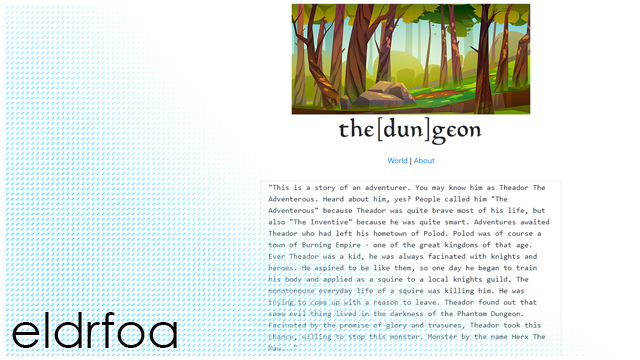 the[dun]geon
World | About
"This is a story of an adventurer. You may know him as Theador The
Adventerous. Heard about him, yes? People called him "The
Adventerous" because Theador was quite brave most of his life, but
also "The Inventive" because he was quite smart. Adventures awaited
Theador who had left his hometown of Polod. Polod was of course a
town of Burning Empire - one of the great kingdoms of that age.
Ever Theador was a kid, he was always facinated with knights and
heroes. He aspired to be like them, so one day he began to train
his body and applied as a squire to a local knights guild. The
monotonouse everyday life of a squire was killing him. He was
trying to come up with a reason to leave. Theador found out that
some evil thing lived in the darkness of the Phantom Dungeon.
Facinated by the promise of glory and trasures, Theador took this
chance, willing to stop this monster. Monster by the name Herx The
eldrfoa